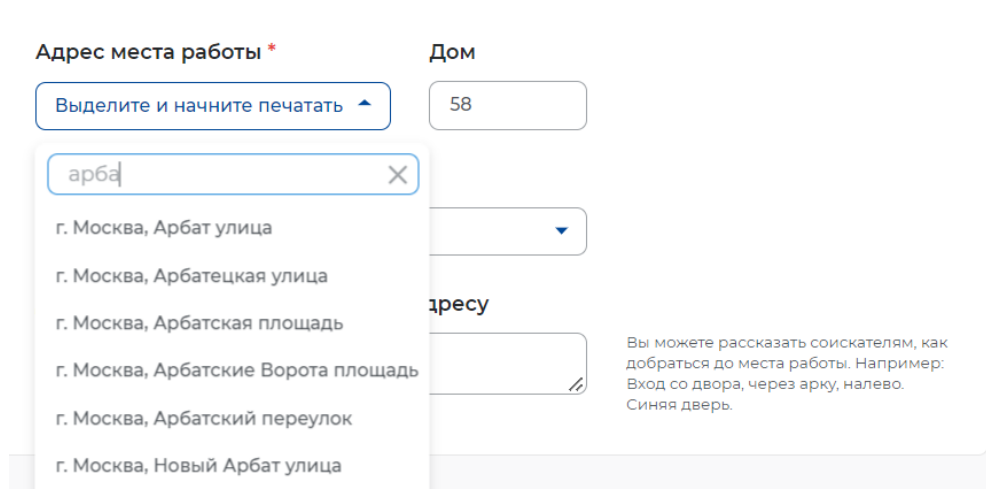 Адрес места работы *
Дом
Выделите и начните печатать
58
арба
г. Москва, Арбат улица
г. Москва, Арбатецкая улица
г. Москва, Арбатская площадь
г. Москва, Арбатские Ворота площадь
г. Москва, Арбатский переулок
г. Москва, Новый Арбат улица
Вы можете рассказать соискателям, как
добраться до места работы. Например:
Вход со двора, через арку, налево.
Синяя дверь.